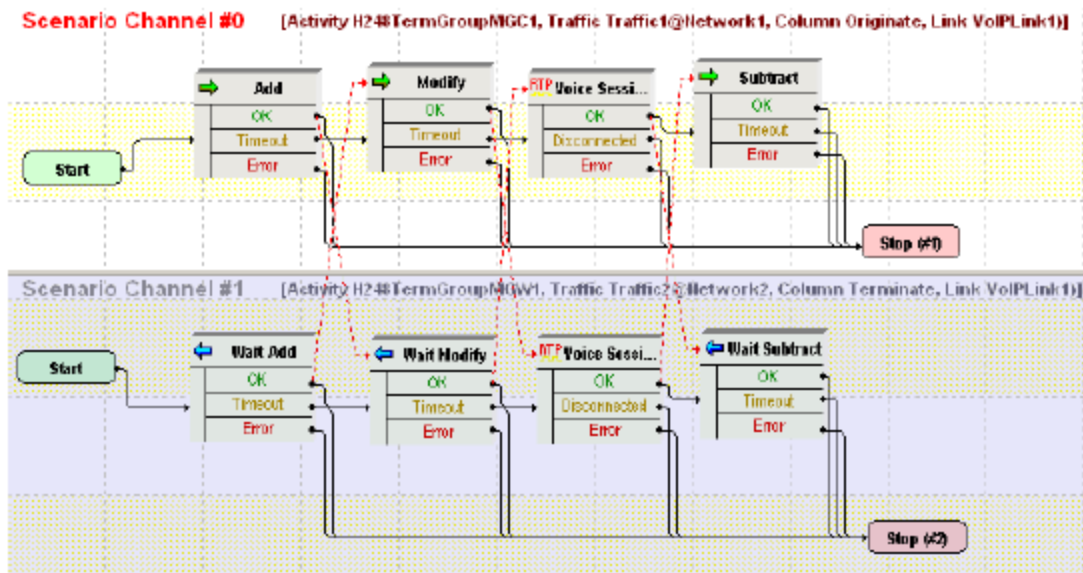 Scenario Channel #0 [Activity H248TermGroupMGC1, Traffic Traffic1@Network1, Column Originate, Link VoIPLink1)]
Add
OK
Timeout
Error
Modify
OK
Timeout
Error
RTP Voice Sessi...
OK
Disconnected
Error
Subtract
OK
Timeout
Error
Start
Stop (#1)
Scenario Channel #1 [Activity H248TermGroupMGW1, Traffic Traffic2@Network2, Column Terminate, Link VoIPLink1)]
Wait Add
OK
Timeout
Error
Wait Modify
OK
Timeout
Error
RTP Voice Sessi...
OK
Disconnected
Error
Wait Subtract
OK
Timeout
Error
Start
Stop (#2)